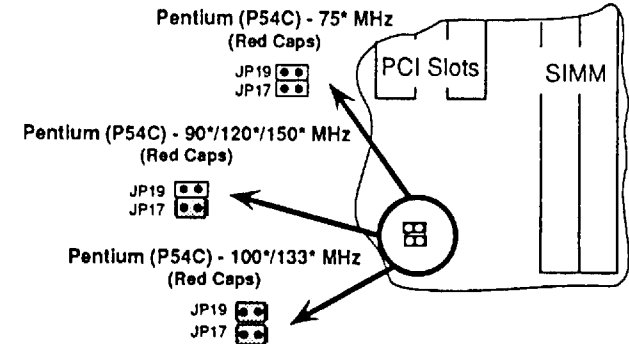 Pentium (P54C) - 75* MHz
(Red Caps)
JP19
JP17
PCI Slots
SIMM
Pentium (P54C) - 90*/120*/150* MHz
(Red Caps)
JP19
JP17
Pentium (P54C) - 100*/133* MHz
(Red Caps)
JP19
JP17